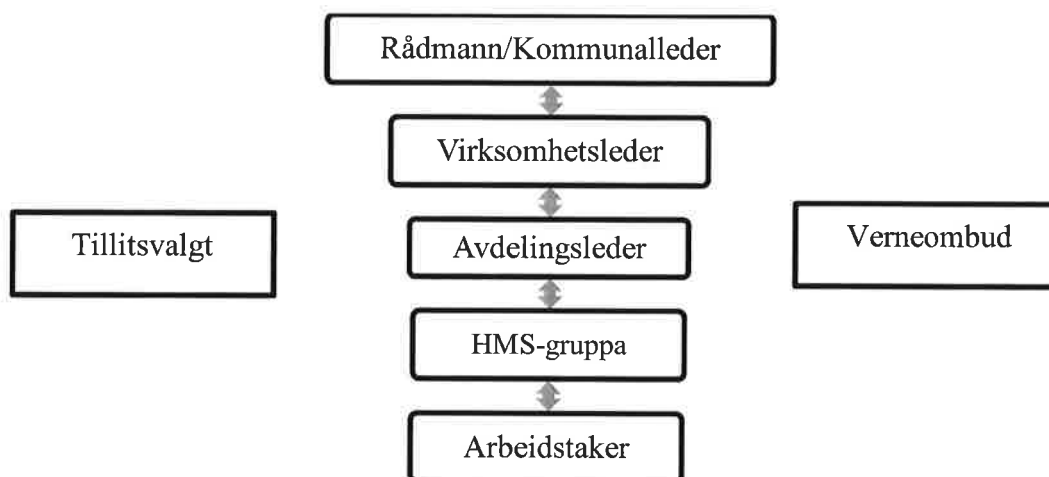 Rådmann/Kommunalleder
Virksomhetsleder
Tillitsvalgt
Avdelingsleder
Verneombud
HMS-gruppa
Arbeidstaker